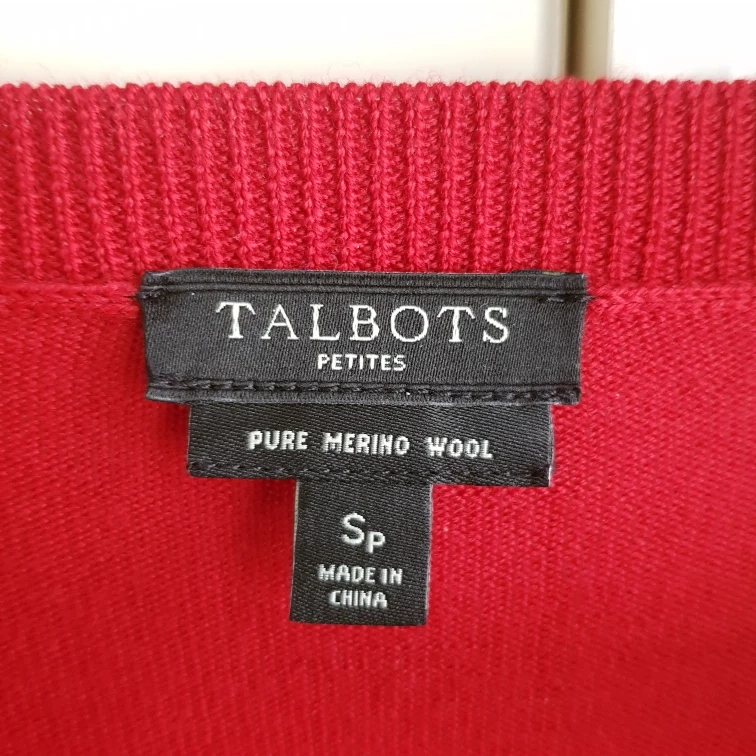 TALBOTS
PETITES
PURE MERINO WOOL
SP
MADE IN
CHINA